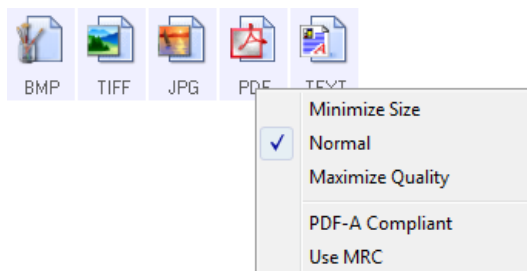 BMP TIFF JPG PDF TEXT
Minimize Size
Normal
Maximize Quality
PDF-A Compliant
Use MRC